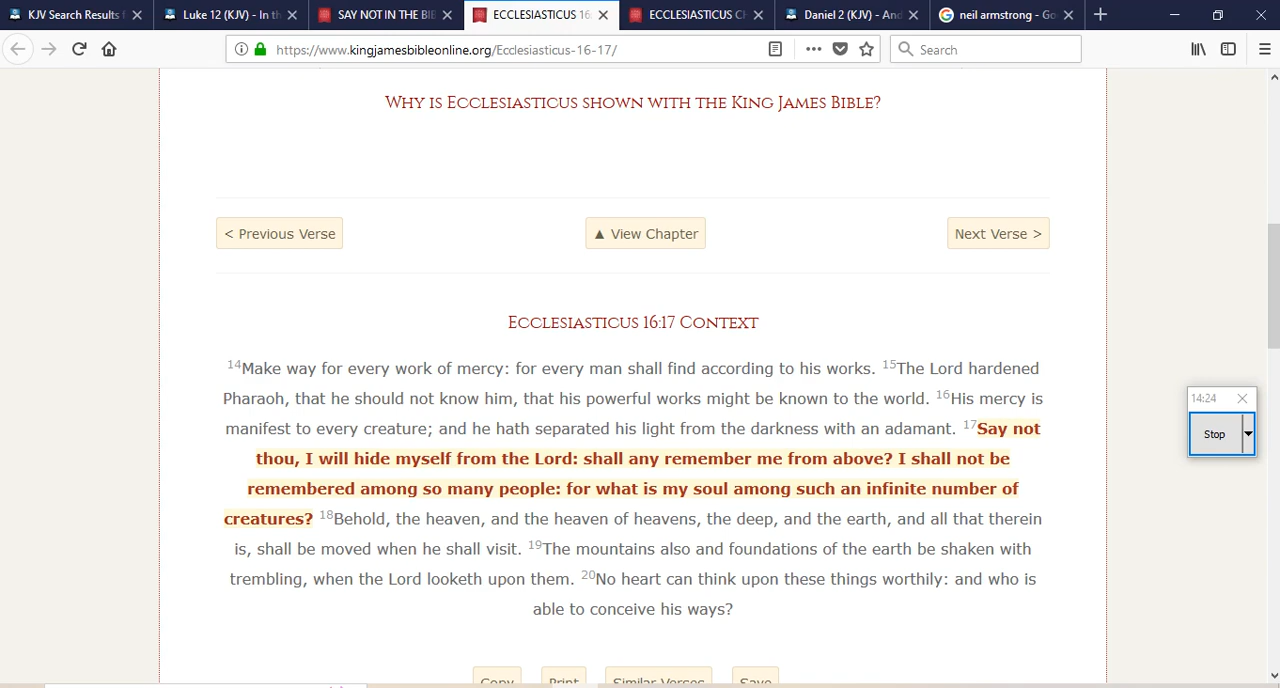 KJV Search Results f
Luke 12 (KJV) - In th
SAY NOT IN THE BIB
ECCLESIASTICUS 16:
ECCLESIASTICUS CH
Daniel 2 (KJV) - And
neil armstrong - Go
https://www.kingjamesbibleonline.org/Ecclesiasticus-16-17/
Search
Why is Ecclesiasticus shown with the King James Bible?
< Previous Verse
▲ View Chapter
Next Verse >
Ecclesiasticus 16:17 Context
14Make way for every work of mercy: for every man shall find according to his works. 15The Lord hardened
Pharaoh, that he should not know him, that his powerful works might be known to the world. 16His mercy is
manifest to every creature; and he hath separated his light from the darkness with an adamant. 17Say not
thou, I will hide myself from the Lord: shall any remember me from above? I shall not be
remembered among so many people: for what is my soul among such an infinite number of
creatures? 18Behold, the heaven, and the heaven of heavens, the deep, and the earth, and all that therein
is, shall be moved when he shall visit. 19The mountains also and foundations of the earth be shaken with
trembling, when the Lord looketh upon them. 20No heart can think upon these things worthily: and who is
able to conceive his ways?
14:24
Stop
Copy
Print
Similar Verses
Save